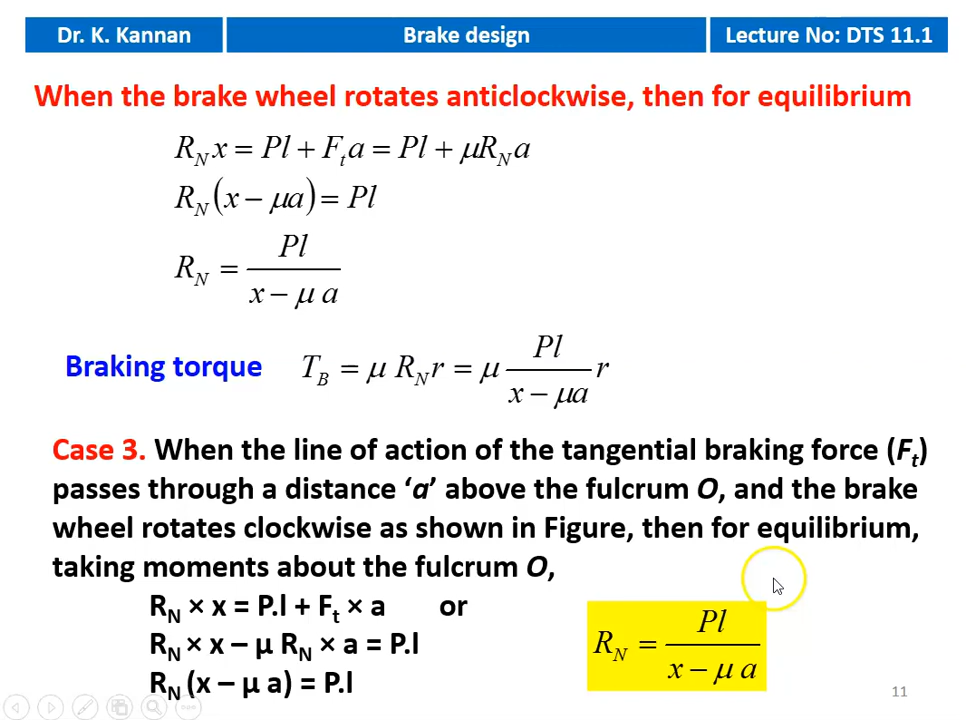 Dr. K. Kannan Brake design Lecture No: DTS 11.1
When the brake wheel rotates anticlockwise, then for equilibrium
R_N x = Pl + F_t a = Pl + μR_N a
R_N (x − μa) = Pl
R_N = Pl / (x − μ a)
Braking torque T_B = μ R_N r = μ Pl / (x − μa) r
Case 3. When the line of action of the tangential braking force (F_t)
passes through a distance ‘a’ above the fulcrum O, and the brake
wheel rotates clockwise as shown in Figure, then for equilibrium,
taking moments about the fulcrum O,
R_N × x = P.l + F_t × a or
R_N × x – μ R_N × a = P.l
R_N (x – μ a) = P.l
R_N = Pl / (x − μ a)
11